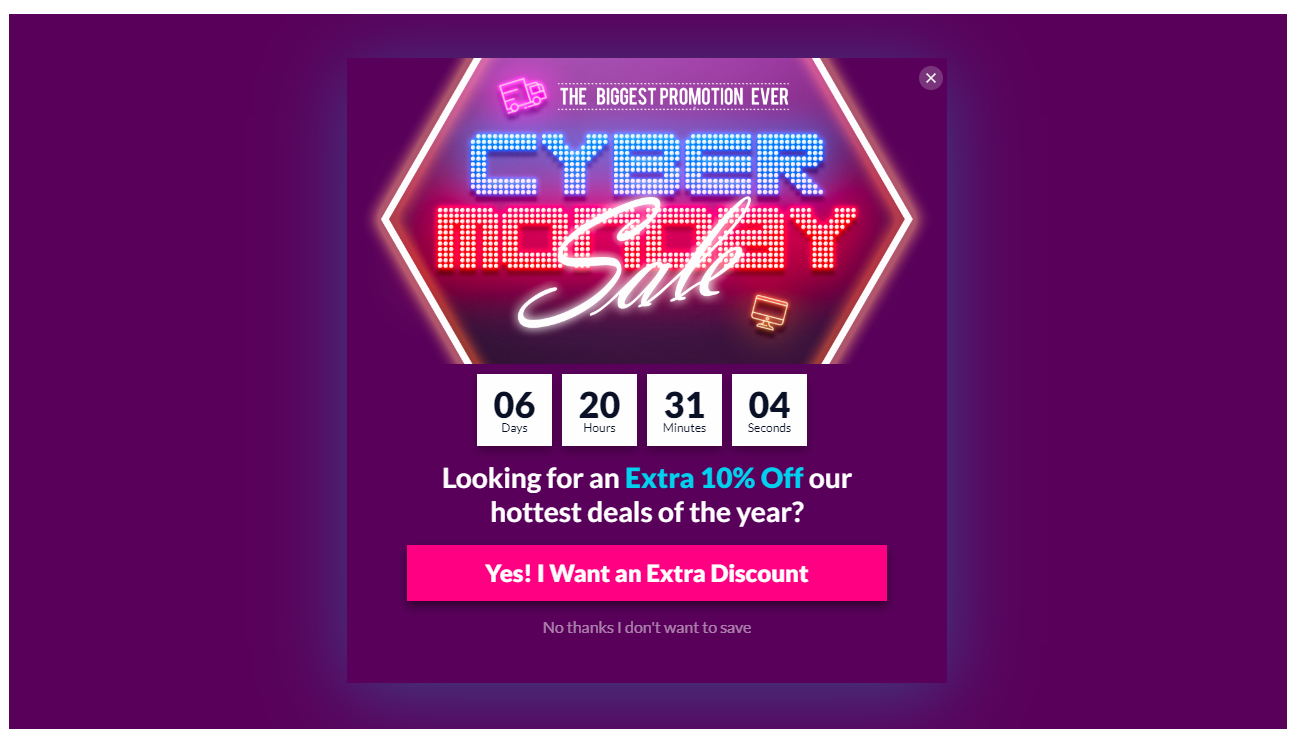 THE BIGGEST PROMOTION EVER
CYBER
MONDAY
Sale
06 20 31 04
Days Hours Minutes Seconds
Looking for an Extra 10% Off our
hottest deals of the year?
Yes! I Want an Extra Discount
No thanks I don't want to save